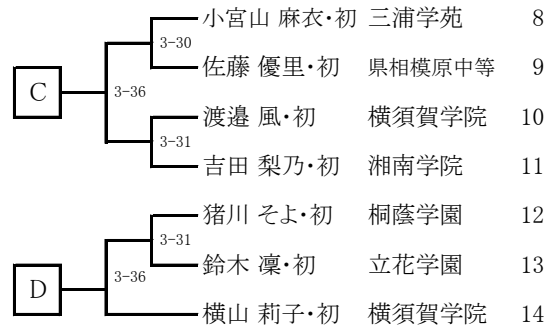 小宮山 麻衣・初 三浦学苑 8
3-30
佐藤 優里・初 県相模原中等 9
C
3-36
渡邉 風・初 横須賀学院 10
3-31
吉田 梨乃・初 湘南学院 11
猪川 そよ・初 桐蔭学園 12
3-31
鈴木 凜・初 立花学園 13
3-36
D
横山 莉子・初 横須賀学院 14